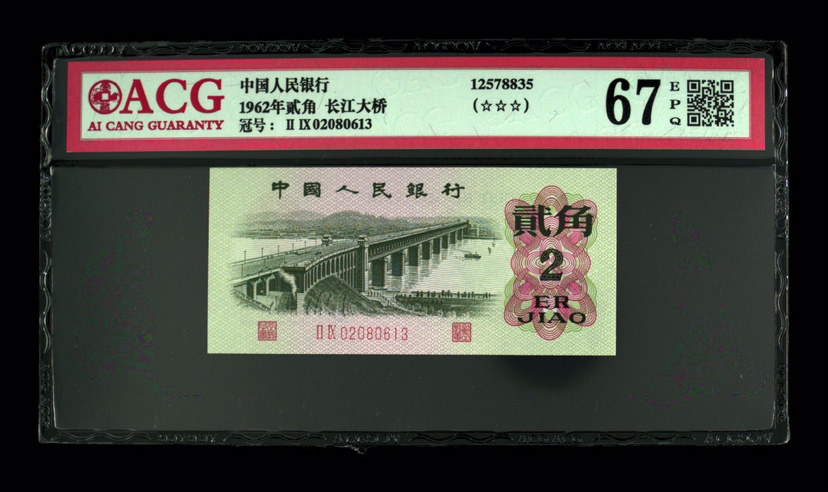 ACG
AI CANG GUARANTY
中国人民银行
1962年贰角 长江大桥
冠号： II IX 02080613
12578835
(☆☆☆)
67
EPQ
中國人民銀行
貳角
2
ER
JIAO
II IX 02080613